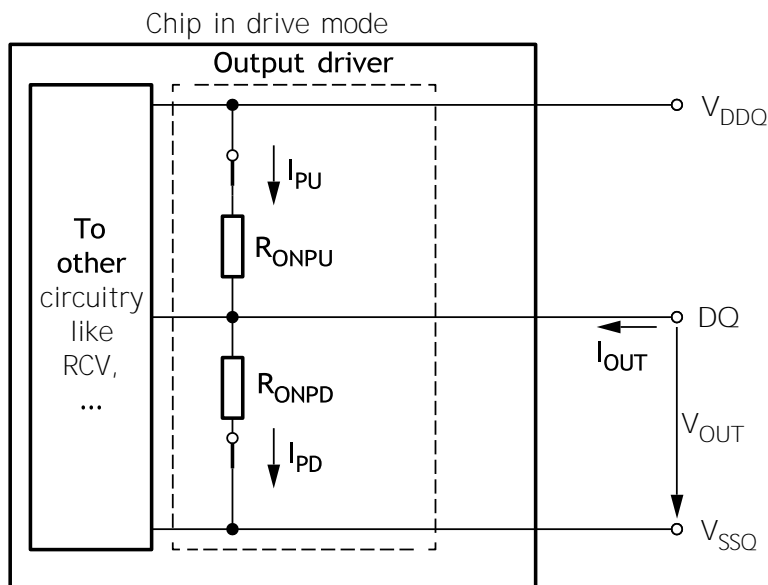 Chip in drive mode
Output driver
V_DDQ
I_PU
To
other
circuitry
like
RCV,
...
R_ONPU
DQ
I_OUT
R_ONPD
V_OUT
I_PD
V_SSQ